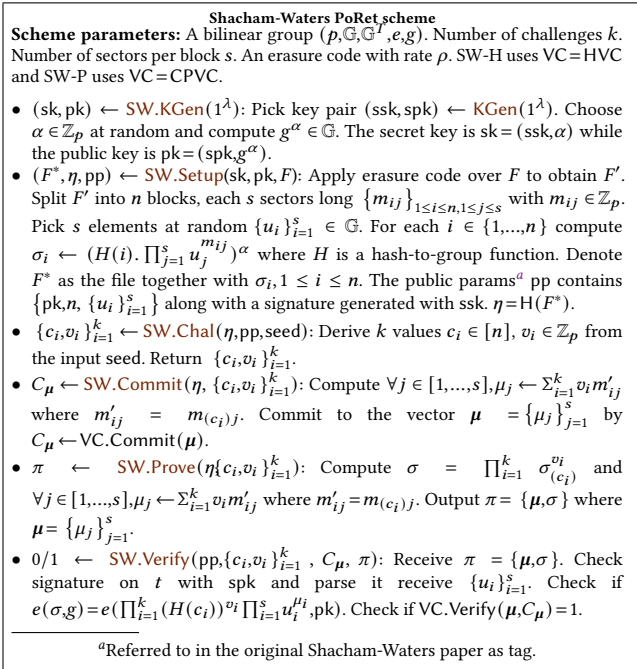 Shacham-Waters PoRet scheme
Scheme parameters: A bilinear group (p,𝔾,𝔾ᵀ,e,g). Number of challenges k.
Number of sectors per block s. An erasure code with rate ρ. SW-H uses VC=HVC
and SW-P uses VC=CPVC.
• (sk,pk) ← SW.KGen(1^λ): Pick key pair (ssk,spk) ← KGen(1^λ). Choose
α∈ℤ_p at random and compute g^α ∈ 𝔾. The secret key is sk=(ssk,α) while
the public key is pk=(spk,g^α).
• (F*,η,pp) ← SW.Setup(sk,pk,F): Apply erasure code over F to obtain F′.
Split F′ into n blocks, each s sectors long {m_{ij}}_{1≤i≤n,1≤j≤s} with m_{ij}∈ℤ_p.
Pick s elements at random {u_i}_{i=1}^s ∈ 𝔾. For each i ∈ {1,...,n} compute
σ_i ← (H(i).∏_{j=1}^s u_j^{m_{ij}})^α where H is a hash-to-group function. Denote
F* as the file together with σ_i,1 ≤ i ≤ n. The public params^a pp contains
{pk,n, {u_i}_{i=1}^s} along with a signature generated with ssk. η=H(F*).
• {c_i,v_i}_{i=1}^k ← SW.Chal(η,pp,seed): Derive k values c_i ∈ [n], v_i ∈ ℤ_p from
the input seed. Return {c_i,v_i}_{i=1}^k.
• C_μ ← SW.Commit(η, {c_i,v_i}_{i=1}^k): Compute ∀j ∈ [1,...,s],μ_j ← Σ_{i=1}^k v_i m′_{ij}
where m′_{ij} = m_{(c_i)j}. Commit to the vector μ = {μ_j}_{j=1}^s by
C_μ ← VC.Commit(μ).
• π ← SW.Prove(η{c_i,v_i}_{i=1}^k): Compute σ = ∏_{i=1}^k σ_{(c_i)}^{v_i} and
∀j∈[1,...,s],μ_j ← Σ_{i=1}^k v_i m′_{ij} where m′_{ij}=m_{(c_i)j}. Output π= {μ,σ} where
μ= {μ_j}_{j=1}^s.
• 0/1 ← SW.Verify(pp,{c_i,v_i}_{i=1}^k , C_μ, π): Receive π = {μ,σ}. Check
signature on t with spk and parse it receive {u_i}_{i=1}^s. Check if
e(σ,g)=e(∏_{i=1}^k(H(c_i))^{v_i}∏_{i=1}^s u_i^{μ_i},pk). Check if VC.Verify(μ,C_μ)=1.
^a Referred to in the original Shacham-Waters paper as tag.